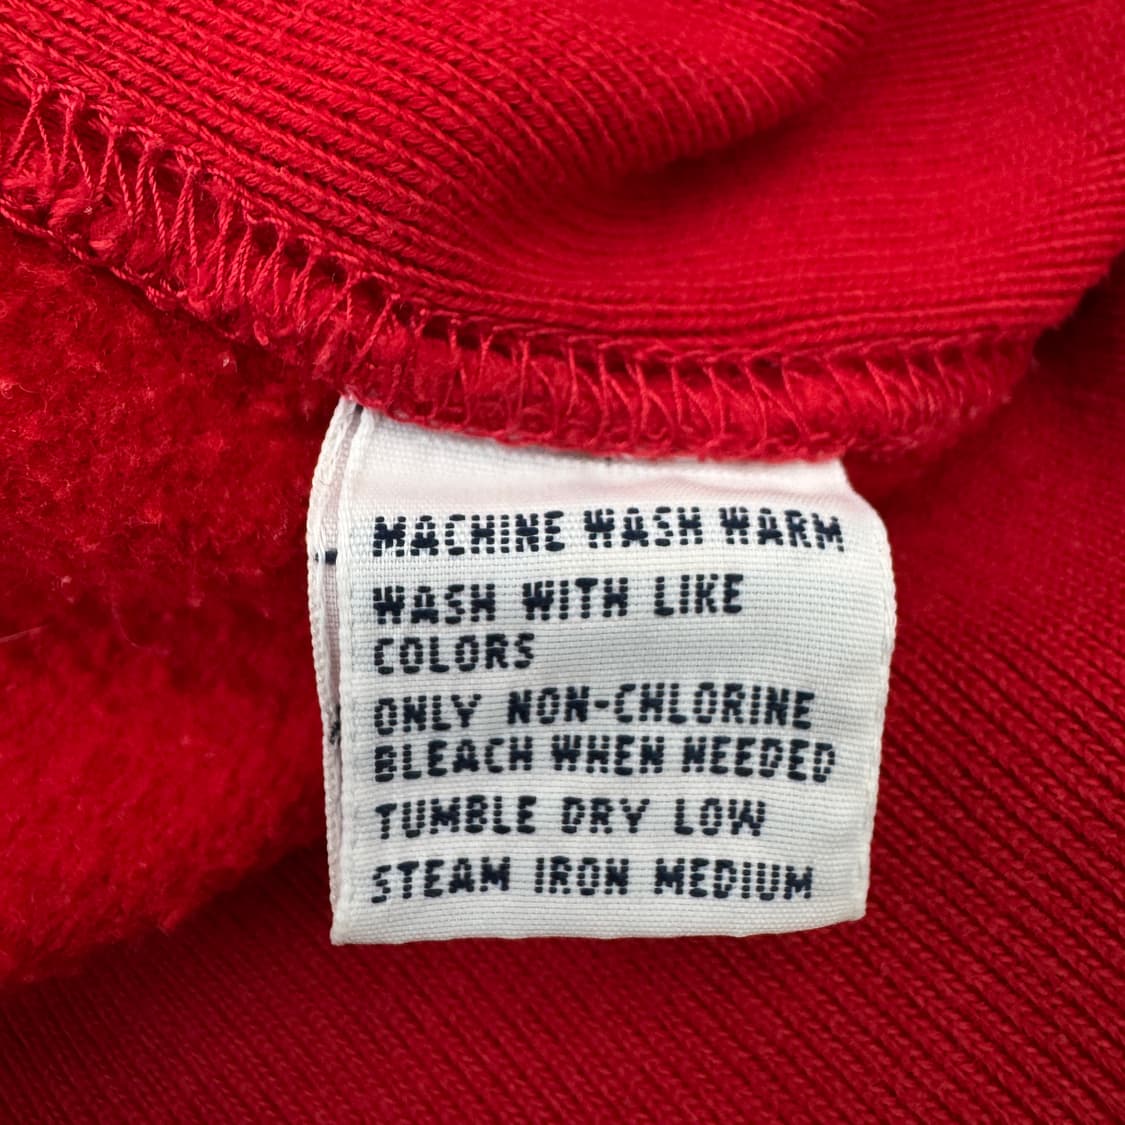 MACHINE WASH WARM
WASH WITH LIKE
COLORS
ONLY NON-CHLORINE
BLEACH WHEN NEEDED
TUMBLE DRY LOW
STEAM IRON MEDIUM